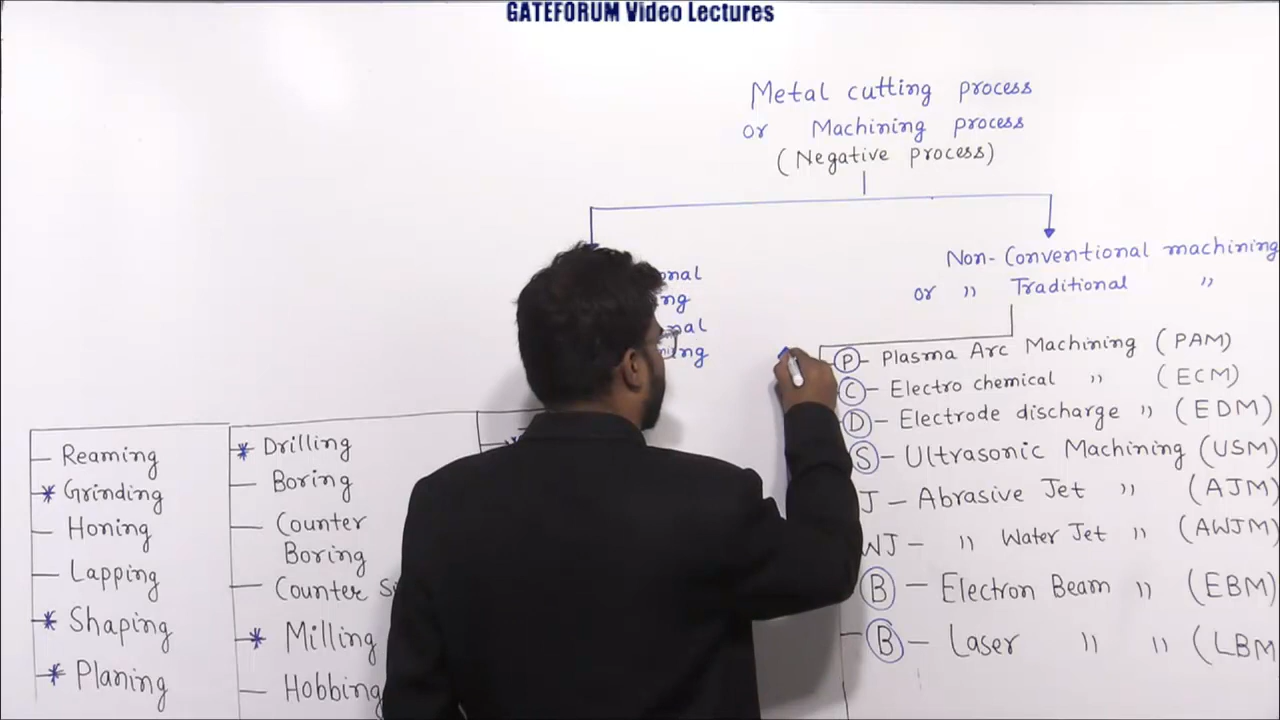 GATEFORUM Video Lectures
Metal cutting process
or Machining process
(Negative process)
Non-Conventional machining
or " Traditional "
P - Plasma Arc Machining (PAM)
C - Electro chemical " (ECM)
D - Electrode discharge " (EDM)
S - Ultrasonic Machining (USM)
J - Abrasive Jet " (AJM)
WJ - " Water Jet " (AWJM)
B - Electron Beam " (EBM)
B - Laser " " (LBM
Reaming
* Grinding
Honing
Lapping
* Shaping
* Planing
* Drilling
Boring
Counter
Boring
Counter
* Milling
Hobbing